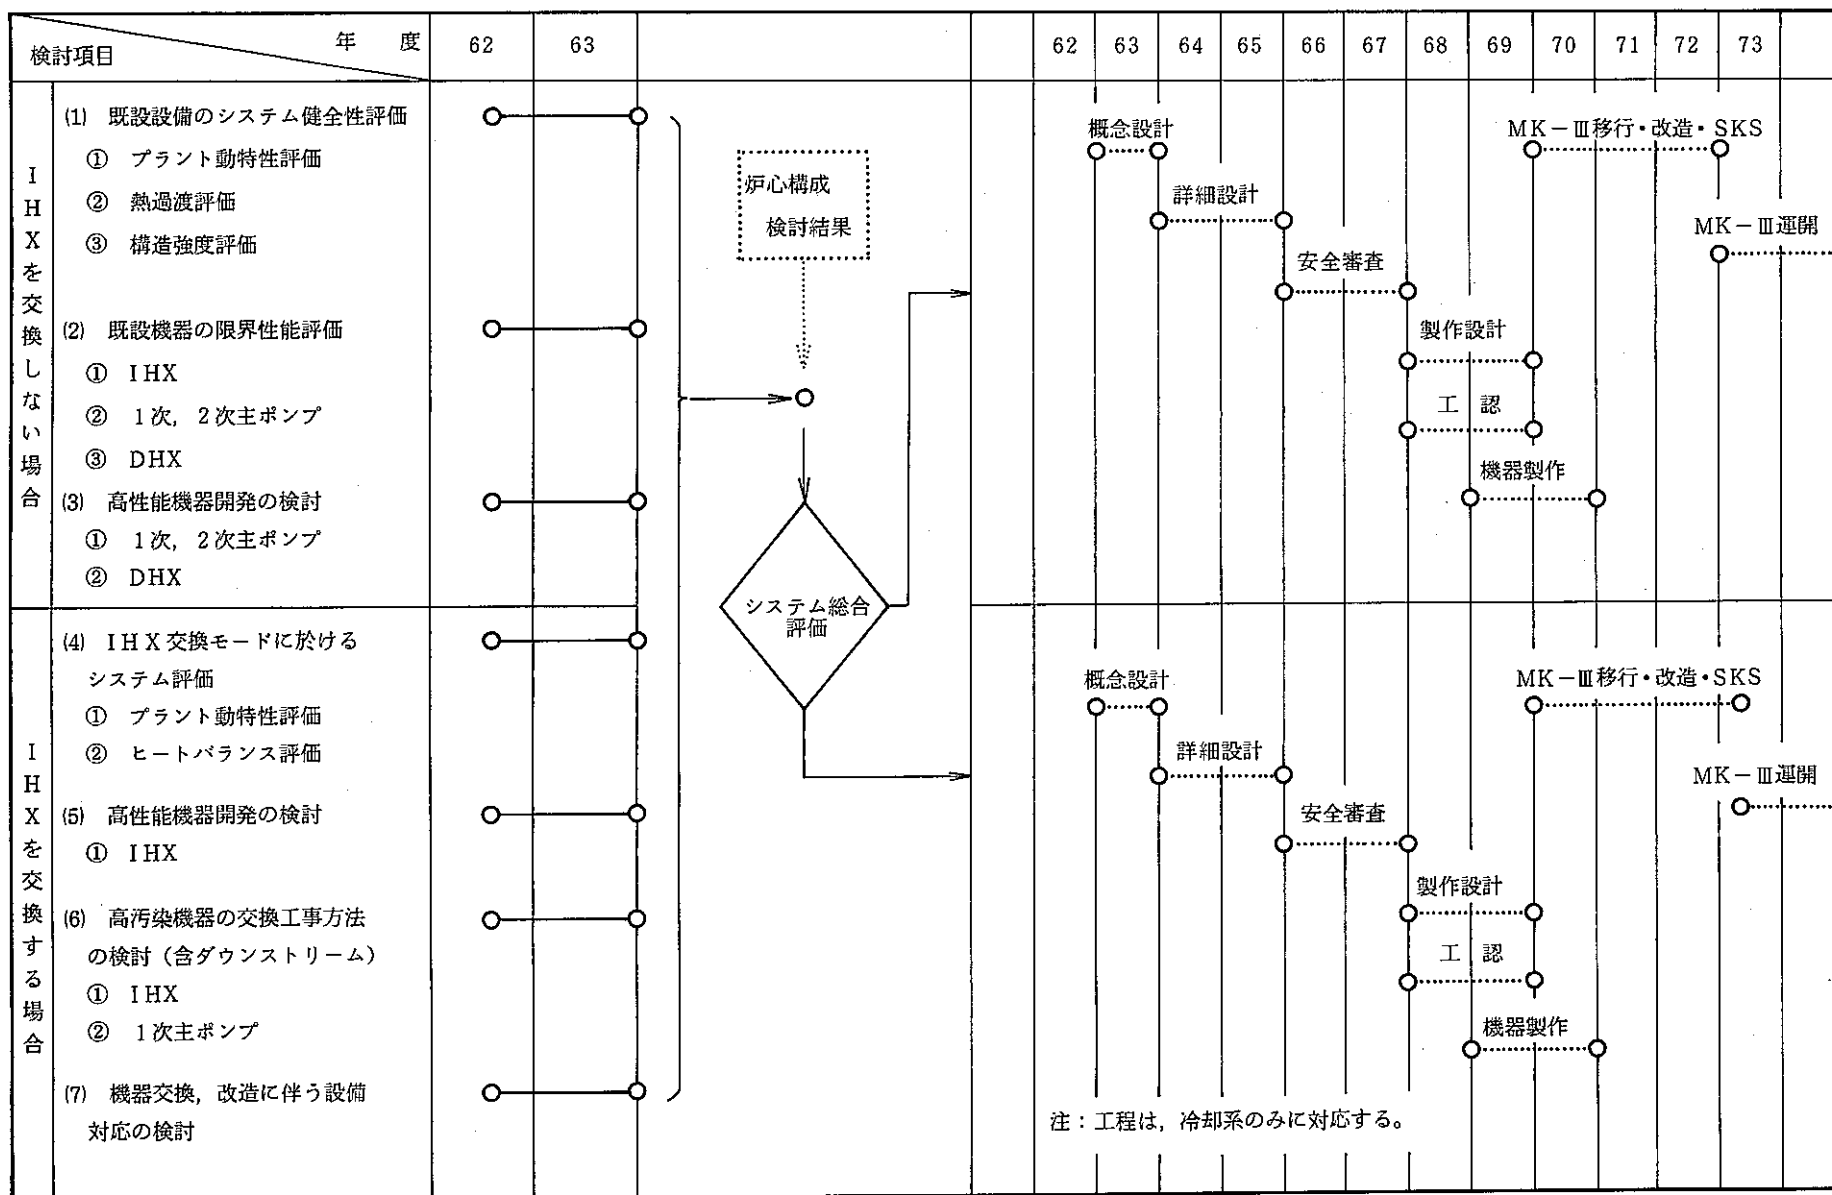 年 度
検討項目
62 63
62 63 64 65 66 67 68 69 70 71 72 73
IHXを交換しない場合
(1) 既設設備のシステム健全性評価
① プラント動特性評価
② 熱過渡評価
③ 構造強度評価
(2) 既設機器の限界性能評価
① IHX
② 1次，2次主ポンプ
③ DHX
(3) 高性能機器開発の検討
① 1次，2次主ポンプ
② DHX
IHXを交換する場合
(4) IHX交換モードに於ける
システム評価
① プラント動特性評価
② ヒートバランス評価
(5) 高性能機器開発の検討
① IHX
(6) 高汚染機器の交換工事方法
の検討（含ダウンストリーム）
① IHX
② 1次主ポンプ
(7) 機器交換，改造に伴う設備
対応の検討
炉心構成
検討結果
システム総合
評価
概念設計
詳細設計
安全審査
製作設計
工 認
機器製作
MK－Ⅲ移行・改造・SKS
MK－Ⅲ運開
概念設計
詳細設計
安全審査
製作設計
工 認
機器製作
MK－Ⅲ移行・改造・SKS
MK－Ⅲ運開
注：工程は，冷却系のみに対応する。